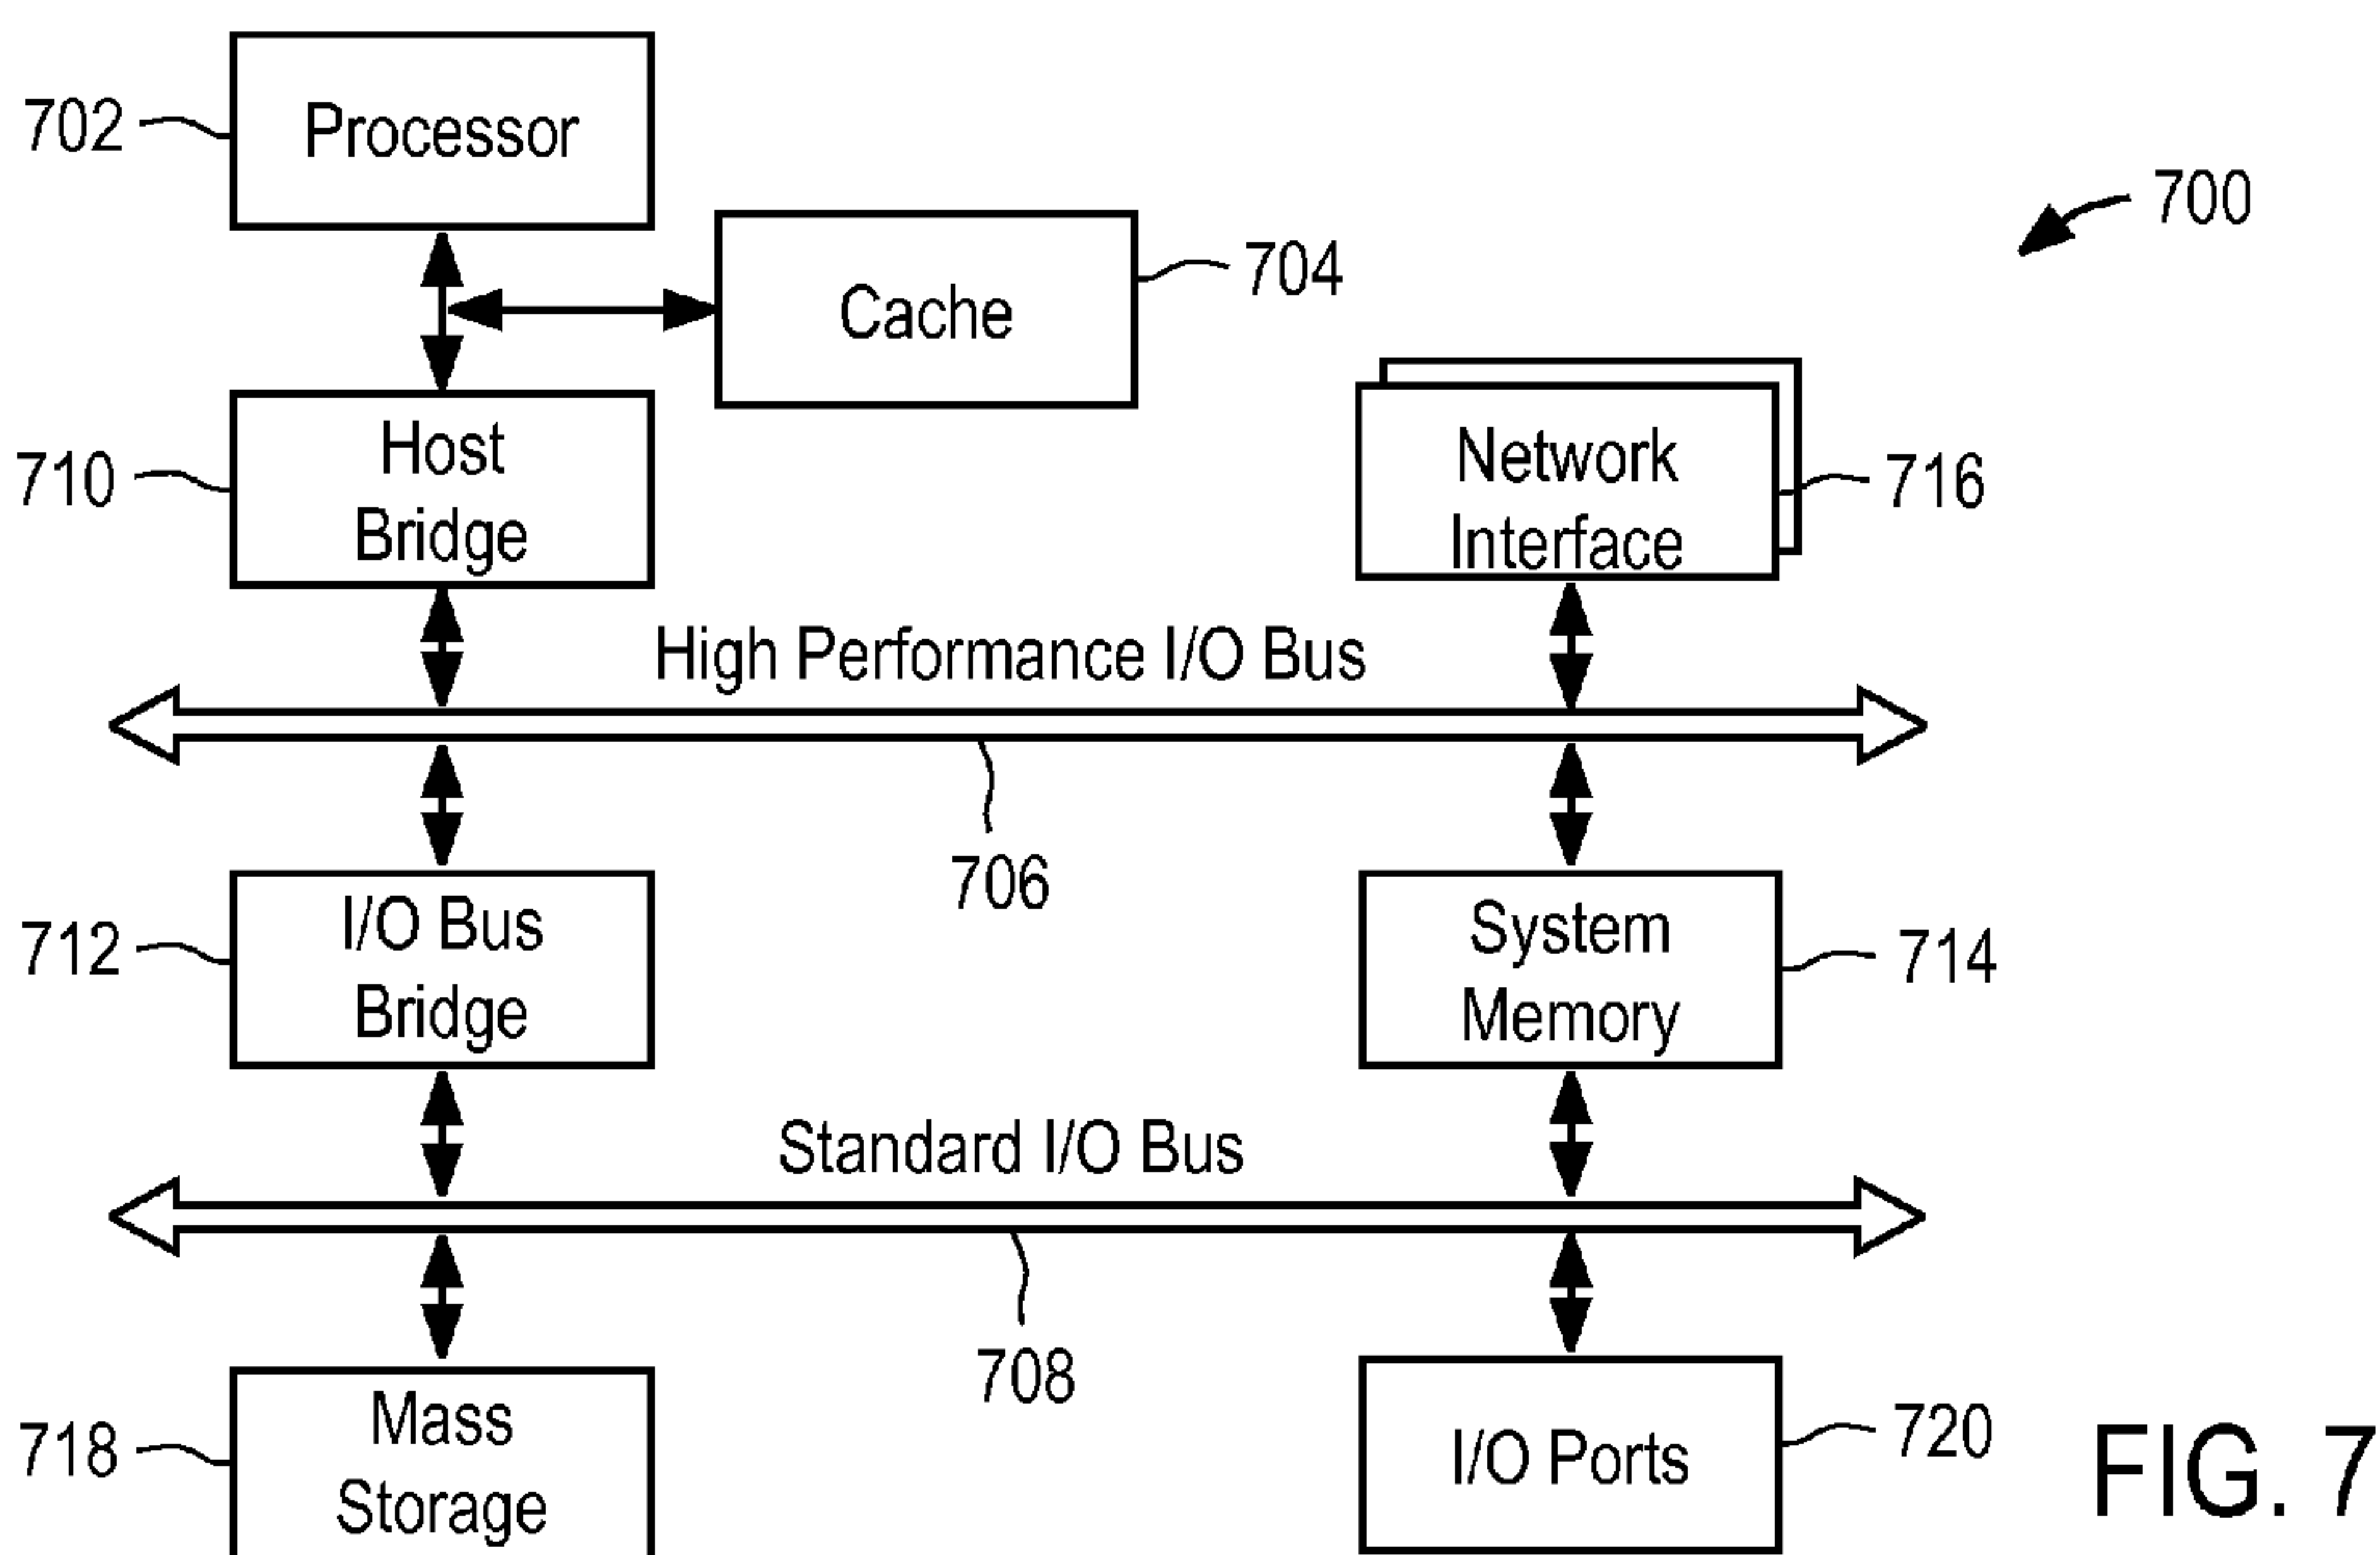 702
Processor
700
704
Cache
710
Host
Bridge
Network
Interface
716
High Performance I/O Bus
706
712
I/O Bus
Bridge
System
Memory
714
Standard I/O Bus
708
718
Mass
Storage
I/O Ports
720
FIG. 7